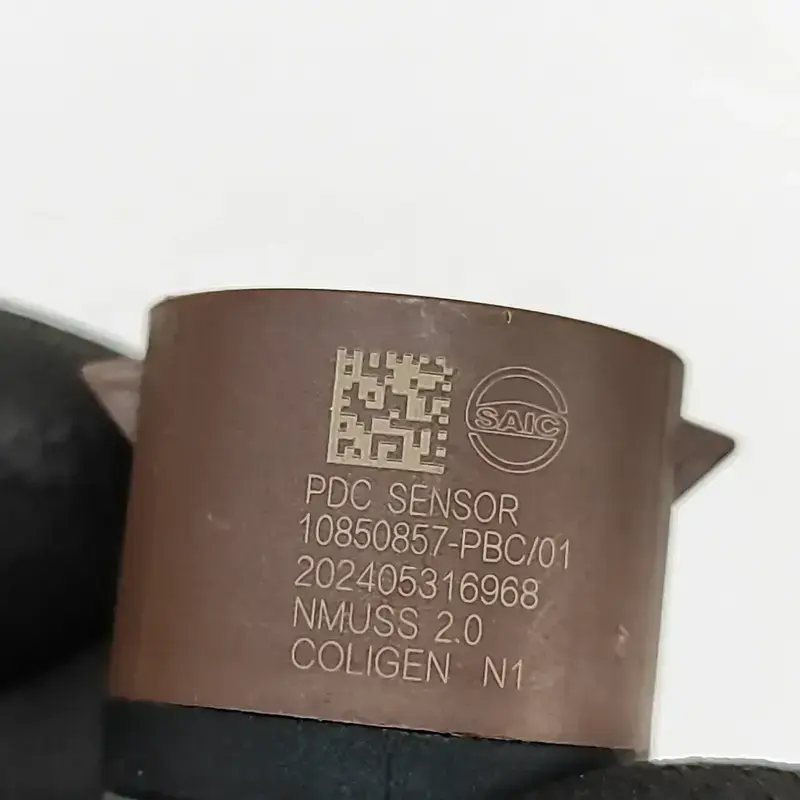 SAIC
PDC SENSOR
10850857-PBC/01
202405316968
NMUSS 2.0
COLIGEN N1